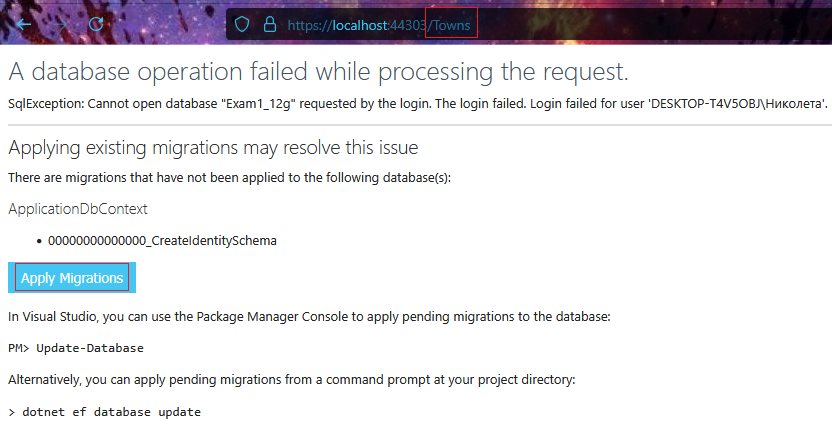 https://localhost:44303/Towns
A database operation failed while processing the request.
SqlException: Cannot open database "Exam1_12g" requested by the login. The login failed. Login failed for user 'DESKTOP-T4V5OBJ\Николета'.
Applying existing migrations may resolve this issue
There are migrations that have not been applied to the following database(s):
ApplicationDbContext
• 00000000000000_CreateIdentitySchema
Apply Migrations
In Visual Studio, you can use the Package Manager Console to apply pending migrations to the database:
PM> Update-Database
Alternatively, you can apply pending migrations from a command prompt at your project directory:
> dotnet ef database update